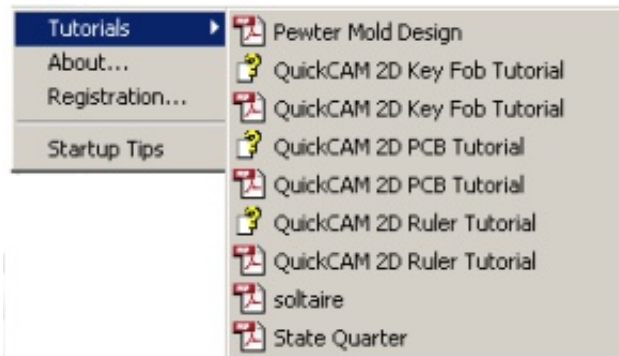 Tutorials
About...
Registration...
Startup Tips
Pewter Mold Design
QuickCAM 2D Key Fob Tutorial
QuickCAM 2D Key Fob Tutorial
QuickCAM 2D PCB Tutorial
QuickCAM 2D PCB Tutorial
QuickCAM 2D Ruler Tutorial
QuickCAM 2D Ruler Tutorial
soltaire
State Quarter